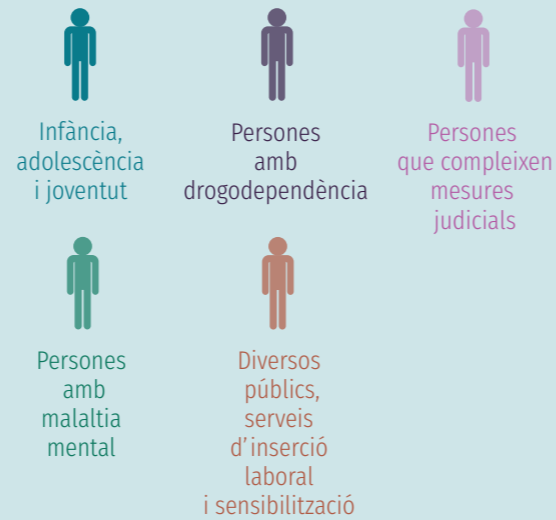 Infància,
adolescència
i joventut
Persones
amb
drogodependència
Persones
que compleixen
mesures
judicials
Persones
amb
malaltia
mental
Diversos
públics,
serveis
d’inserció
laboral
i sensibilització